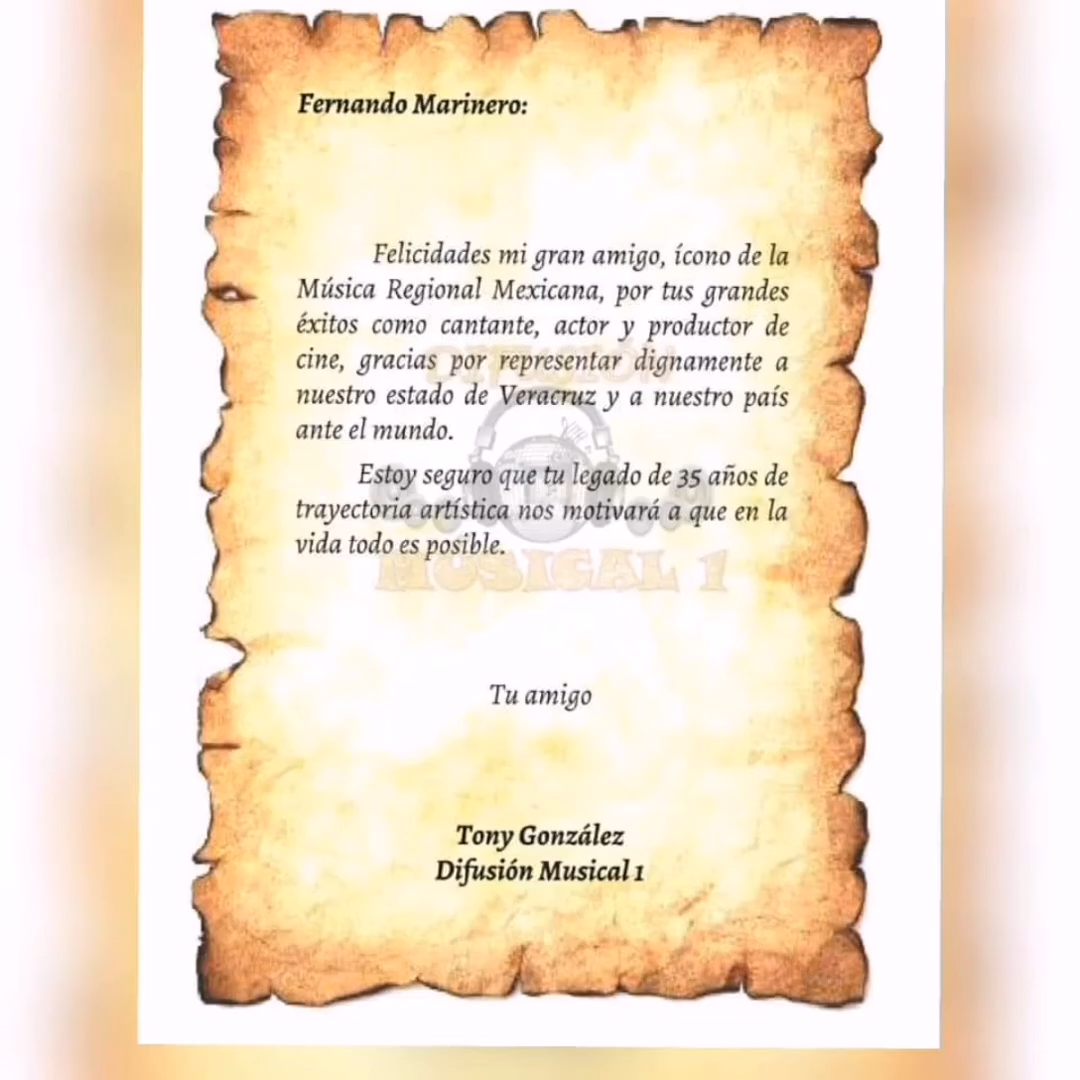 Fernando Marinero:
Felicidades mi gran amigo, ícono de la
Música Regional Mexicana, por tus grandes
éxitos como cantante, actor y productor de
cine, gracias por representar dignamente a
nuestro estado de Veracruz y a nuestro país
ante el mundo.
DIFUSIÓN
Estoy seguro que tu legado de 35 años de
trayectoria artística nos motivará a que en la
vida todo es posible.
MUSICAL 1
Tu amigo
Tony González
Difusión Musical 1